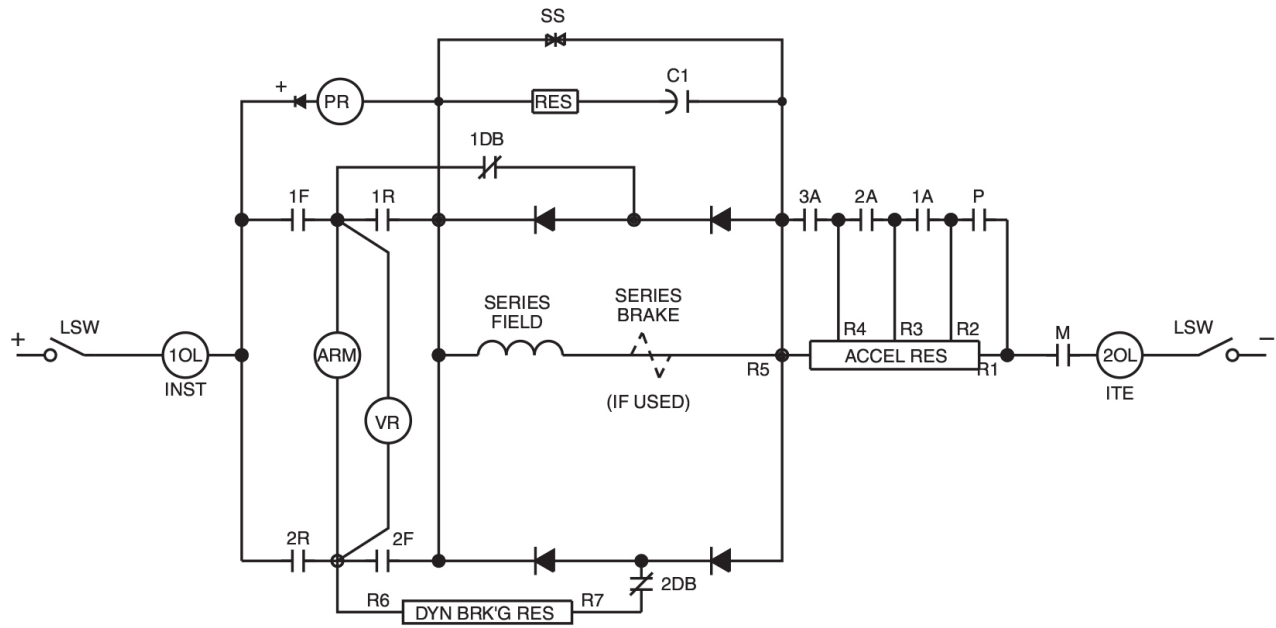 SS
+
PR
RES
C1
1DB
1F
1R
3A
2A
1A
P
SERIES
FIELD
SERIES
BRAKE
+
LSW
1OL
INST
ARM
VR
(IF USED)
R5
R4
R3
R2
ACCEL RES
R1
M
2OL
ITE
LSW
–
2R
2F
2DB
R6
DYN BRK'G RES
R7